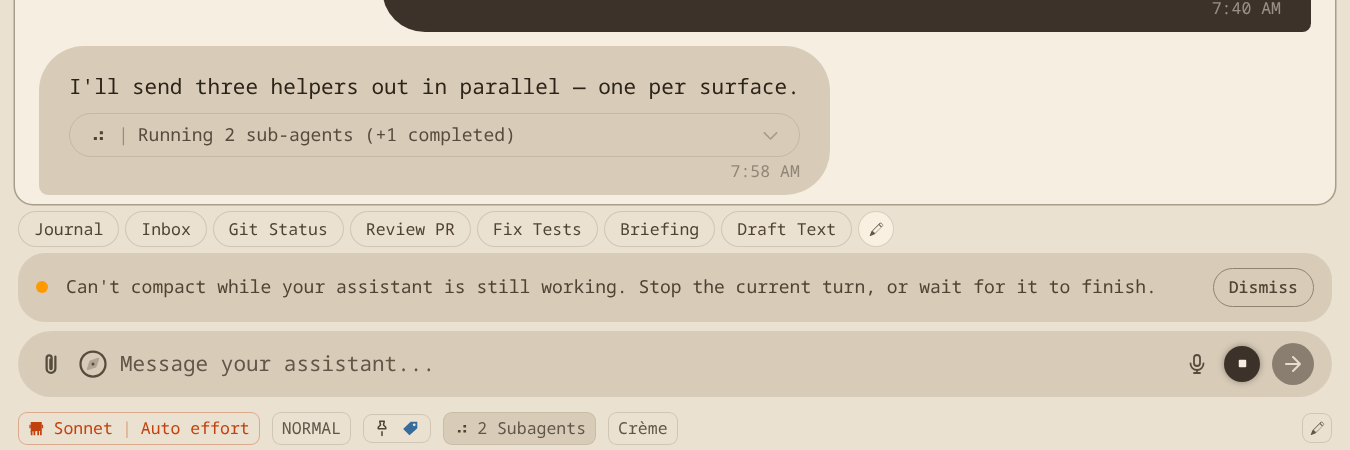 7:40 AM
I'll send three helpers out in parallel — one per surface.
Running 2 sub-agents (+1 completed)
7:58 AM
Journal Inbox Git Status Review PR Fix Tests Briefing Draft Text
Can't compact while your assistant is still working. Stop the current turn, or wait for it to finish. Dismiss
Message your assistant...
Sonnet | Auto effort NORMAL 2 Subagents Crème